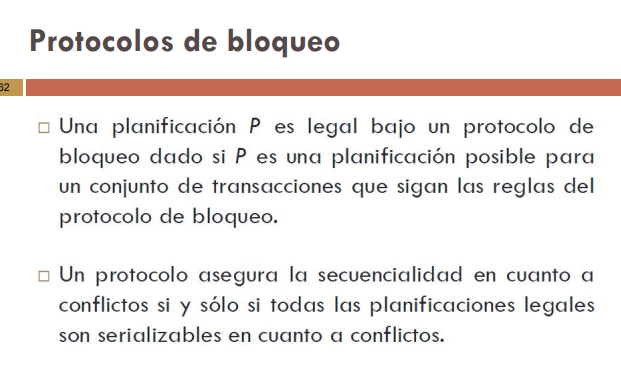 Protocolos de bloqueo
62
Una planificación P es legal bajo un protocolo de
bloqueo dado si P es una planificación posible para
un conjunto de transacciones que sigan las reglas del
protocolo de bloqueo.
Un protocolo asegura la secuencialidad en cuanto a
conflictos si y sólo si todas las planificaciones legales
son serializables en cuanto a conflictos.